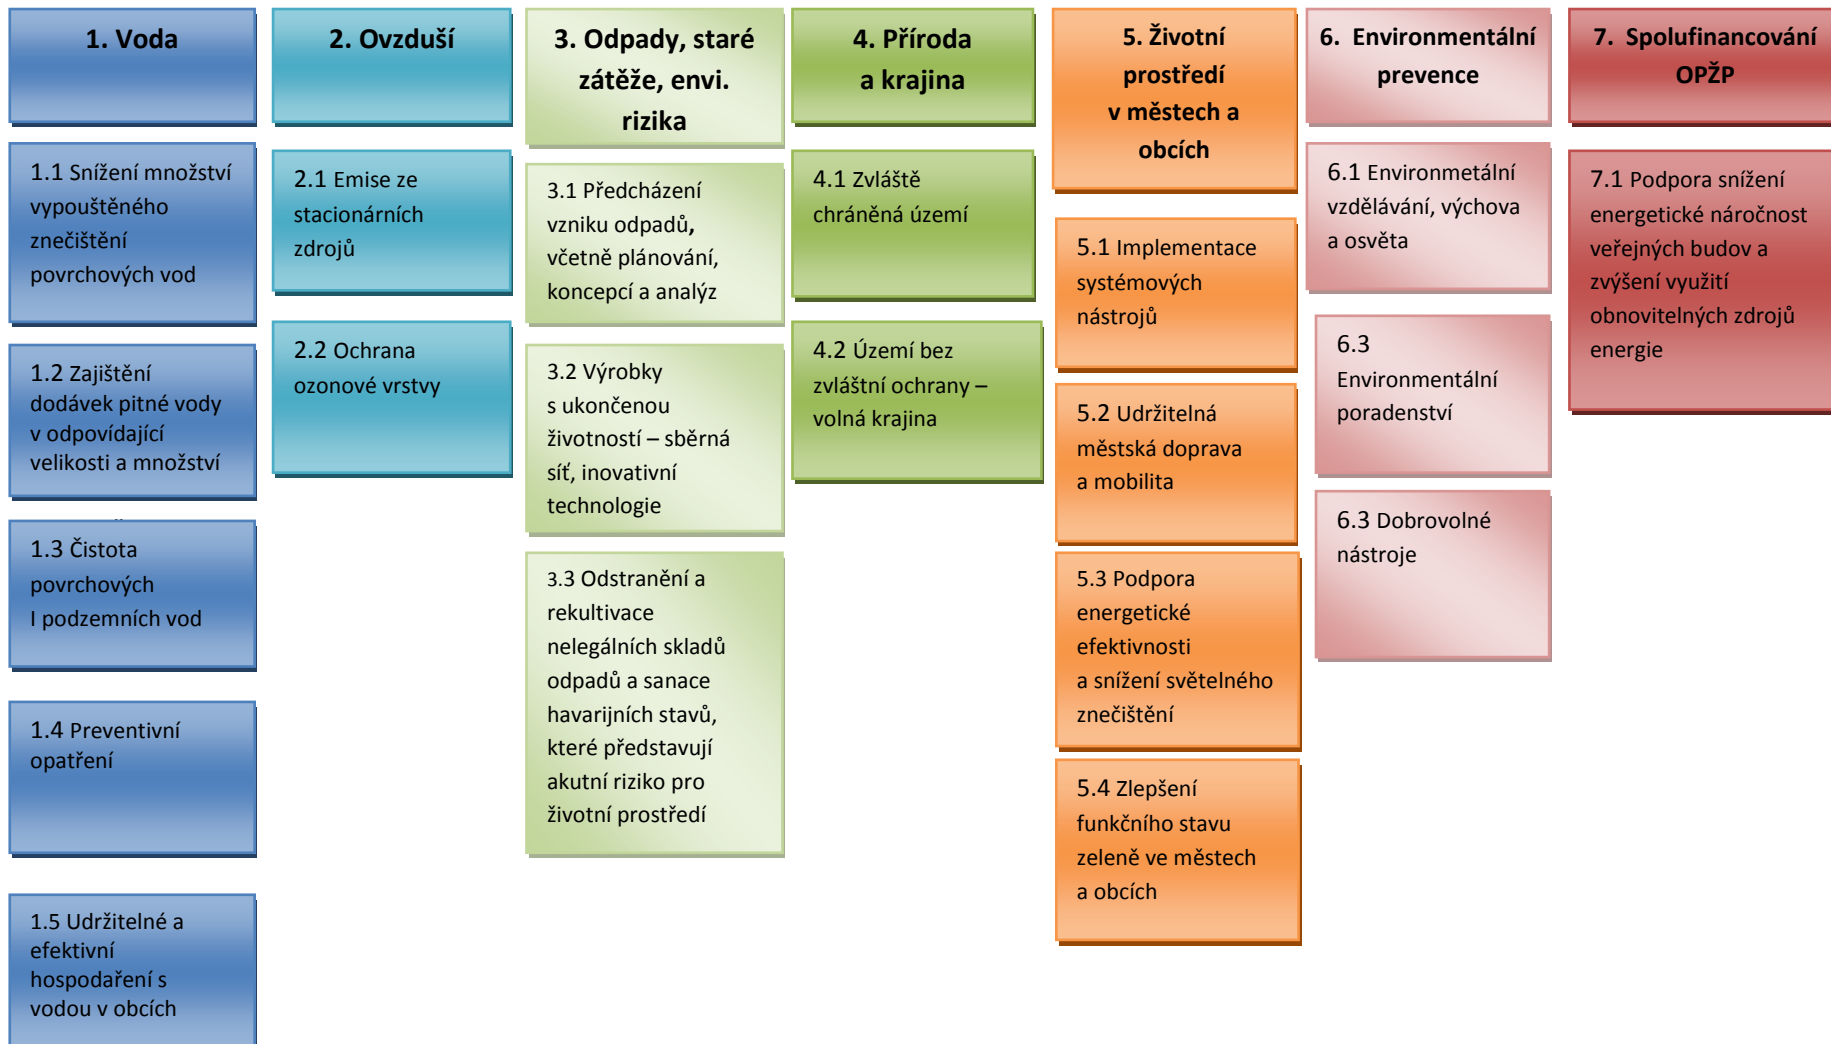 1. Voda
1.1 Snížení množství
vypouštěného
znečištění
povrchových vod
1.2 Zajištění
dodávek pitné vody
v odpovídající
velikosti a množství
1.3 Čistota
povrchových
I podzemních vod
1.4 Preventivní
opatření
1.5 Udržitelné a
efektivní
hospodaření s
vodou v obcích
2. Ovzduší
2.1 Emise ze
stacionárních
zdrojů
2.2 Ochrana
ozonové vrstvy
3. Odpady, staré
zátěže, envi.
rizika
3.1 Předcházení
vzniku odpadů,
včetně plánování,
koncepcí a analýz
3.2 Výrobky
s ukončenou
životností – sběrná
síť, inovativní
technologie
3.3 Odstranění a
rekultivace
nelegálních skladů
odpadů a sanace
havarijních stavů,
které představují
akutní riziko pro
životní prostředí
4. Příroda
a krajina
4.1 Zvláště
chráněná území
4.2 Území bez
zvláštní ochrany –
volná krajina
5. Životní
prostředí
v městech a
obcích
5.1 Implementace
systémových
nástrojů
5.2 Udržitelná
městská doprava
a mobilita
5.3 Podpora
energetické
efektivnosti
a snížení světelného
znečištění
5.4 Zlepšení
funkčního stavu
zeleně ve městech
a obcích
6. Environmentální
prevence
6.1 Environmetální
vzdělávání, výchova
a osvěta
6.3
Environmentální
poradenství
6.3 Dobrovolné
nástroje
7. Spolufinancování
OPŽP
7.1 Podpora snížení
energetické náročnost
veřejných budov a
zvýšení využití
obnovitelných zdrojů
energie